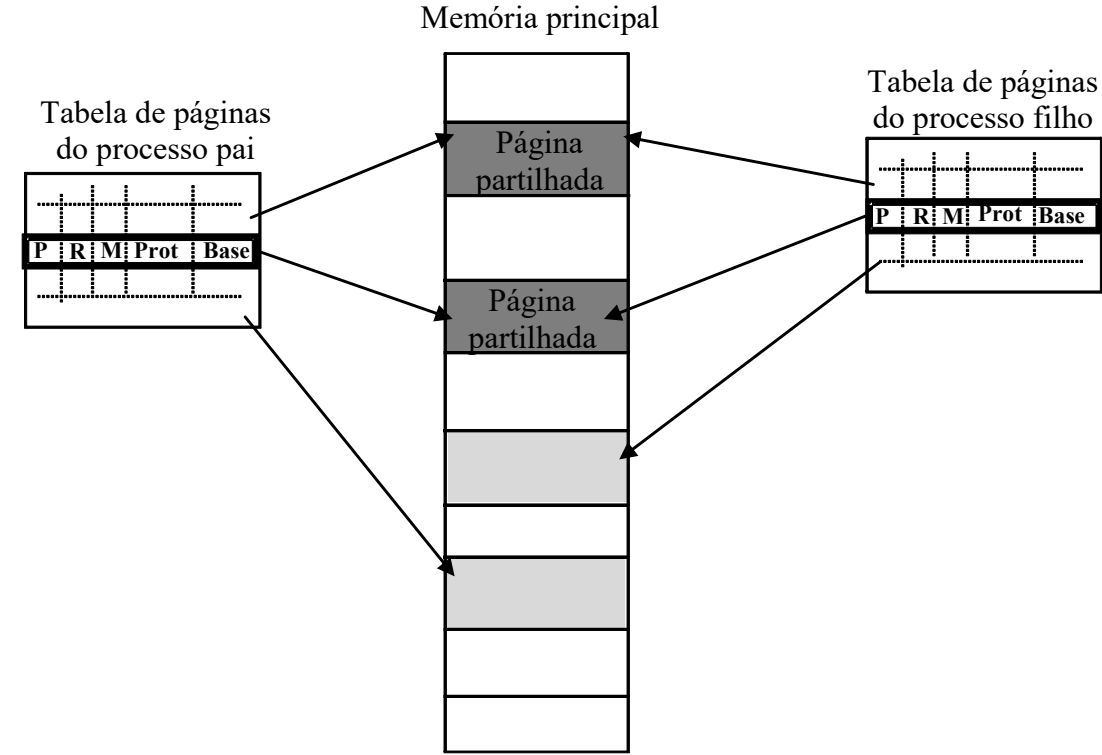 Memória principal
Tabela de páginas
do processo pai
P R M Prot Base
Página
partilhada
Página
partilhada
Tabela de páginas
do processo filho
P R M Prot Base